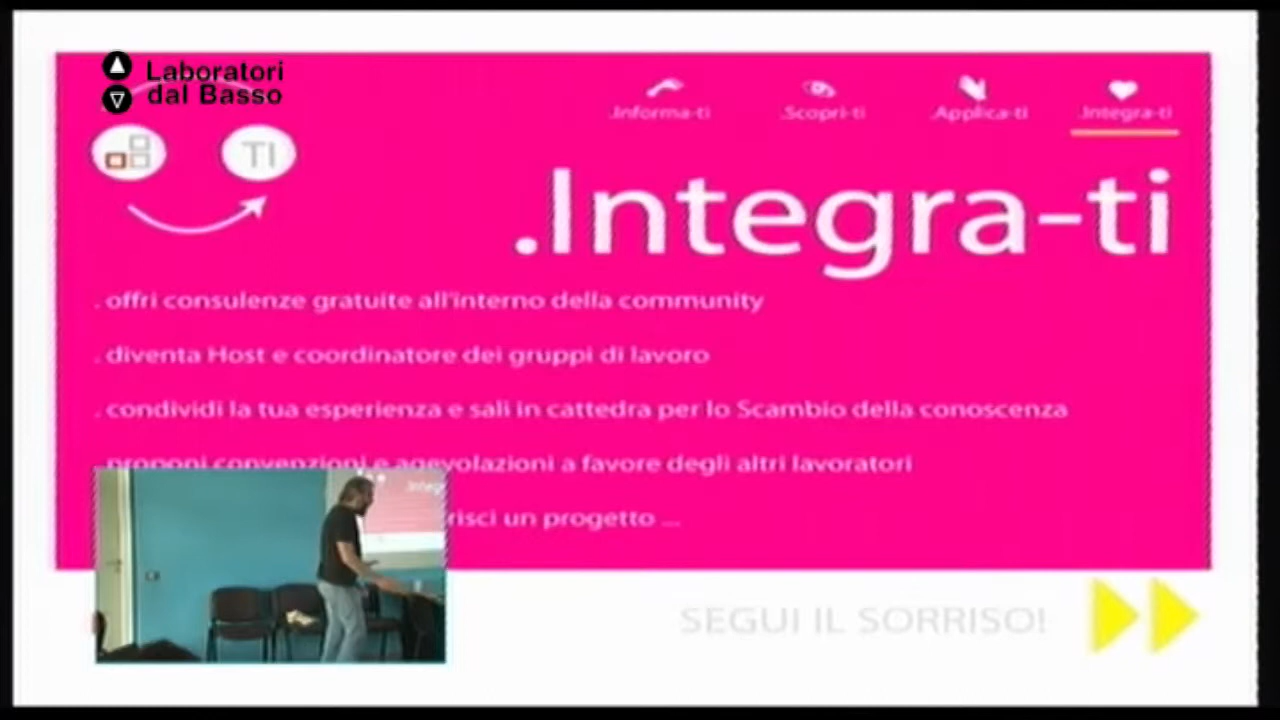 Laboratori
dal Basso
.Informa-ti
.Scopri-ti
.Applica-ti
.Integra-ti
TI
.Integra-ti
. offri consulenze gratuite all'interno della community
. diventa Host e coordinatore dei gruppi di lavoro
. condividi la tua esperienza e sali in cattedra per lo Scambio della conoscenza
. proponi convenzioni e agevolazioni a favore degli altri lavoratori
un progetto ...
SEGUI IL SORRISO!